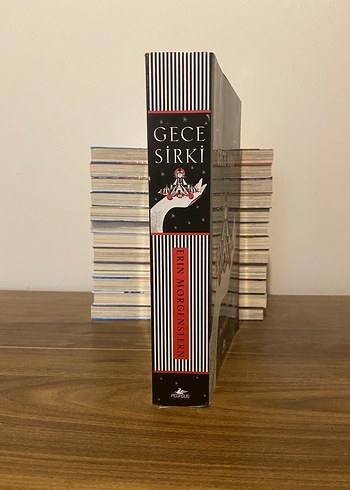 GECE
SİRKİ
ERIN MORGENSTERN
PEGASUS